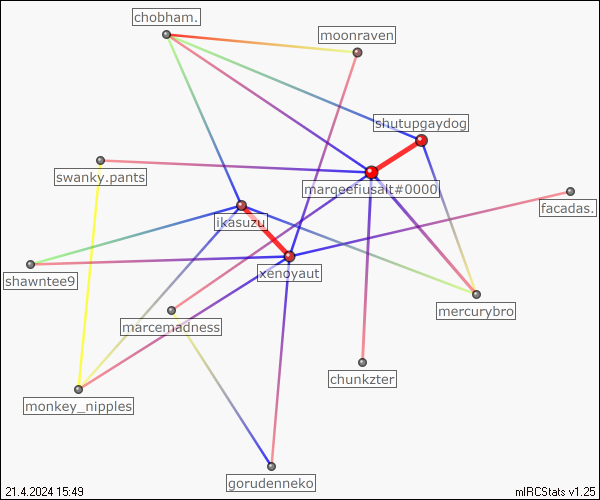 chobham.
moonraven
shutupgaydog
swanky.pants
marqeefiusalt#0000
facadas.
ikasuzu
xenoyaut
shawntee9
mercurybro
marcemadness
chunkzter
monkey_nipples
gorudenneko
21.4.2024 15:49
mIRCStats v1.25